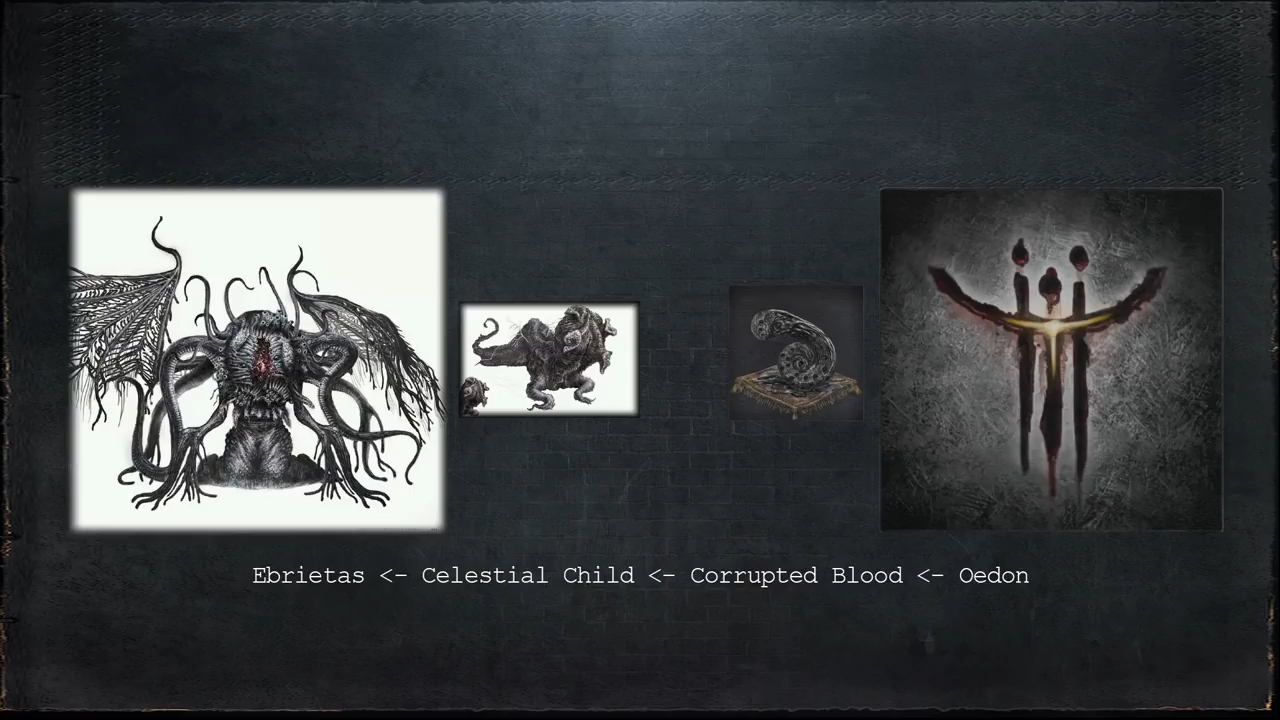 Ebrietas <- Celestial Child <- Corrupted Blood <- Oedon